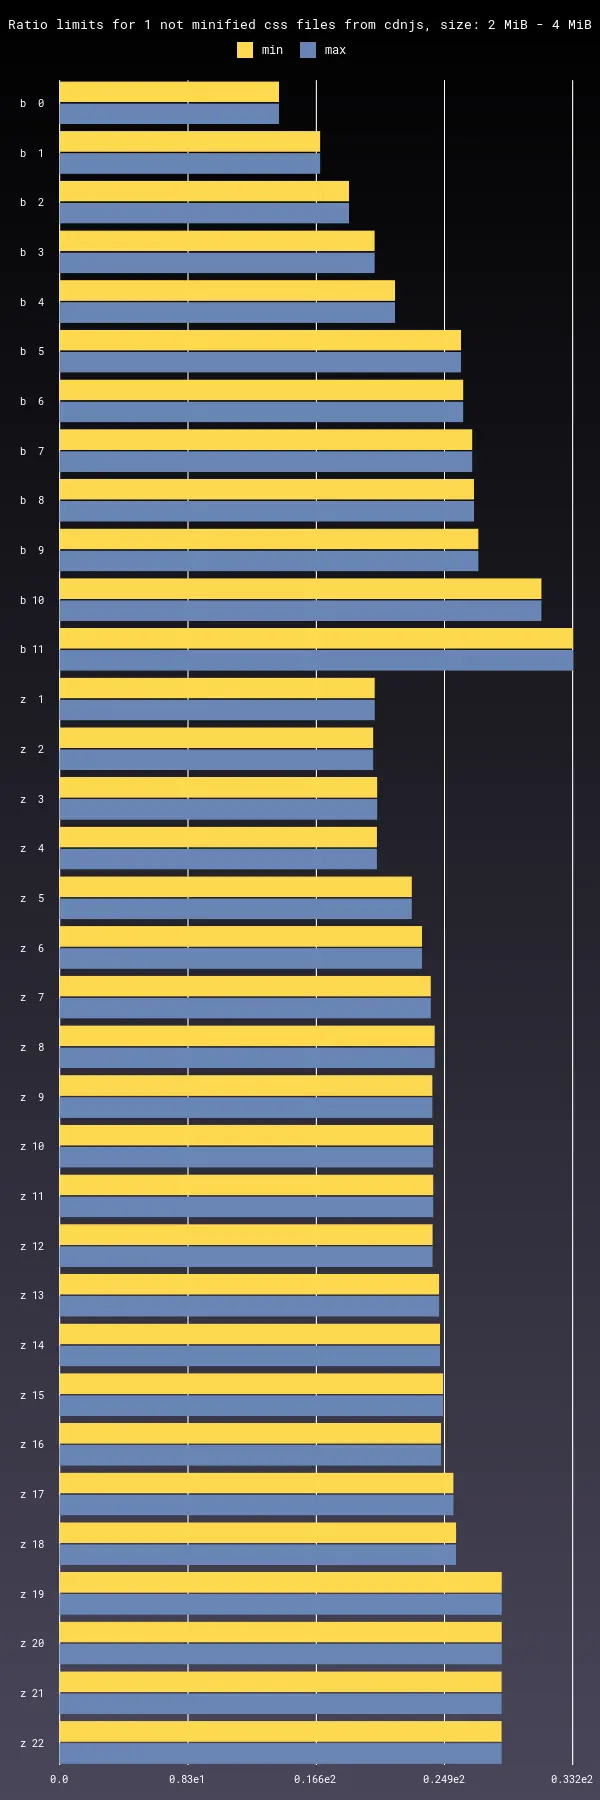 Ratio limits for 1 not minified css files from cdnjs, size: 2 MiB - 4 MiB
min max
b 0
b 1
b 2
b 3
b 4
b 5
b 6
b 7
b 8
b 9
b 10
b 11
z 1
z 2
z 3
z 4
z 5
z 6
z 7
z 8
z 9
z 10
z 11
z 12
z 13
z 14
z 15
z 16
z 17
z 18
z 19
z 20
z 21
z 22
0.0 0.83e1 0.166e2 0.249e2 0.332e2